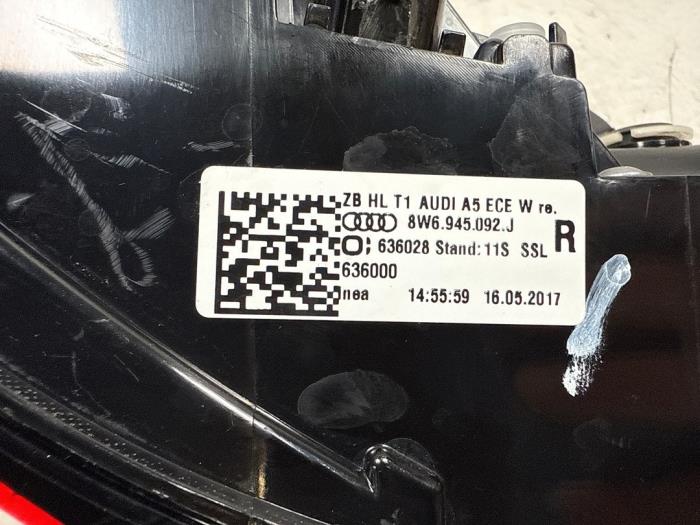 ZB HL T1 AUDI A5 ECE W re.
8W6.945.092.J
R
636028 Stand: 11S SSL
636000
nea 14:55:59 16.05.2017